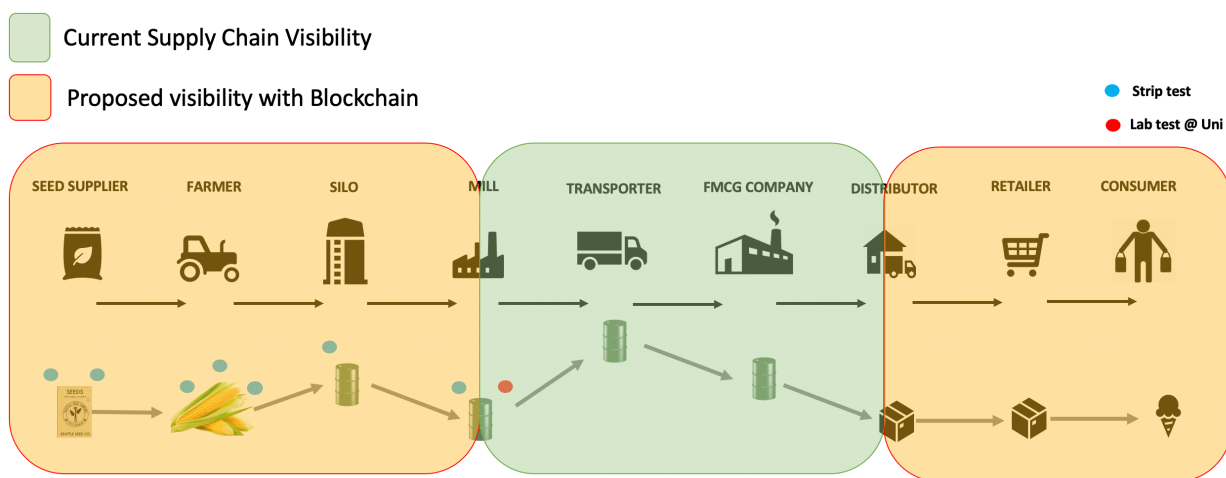 Current Supply Chain Visibility
Proposed visibility with Blockchain
Strip test
Lab test @ Uni
SEED SUPPLIER
FARMER
SILO
MILL
TRANSPORTER
FMCG COMPANY
DISTRIBUTOR
RETAILER
CONSUMER
SEEDS